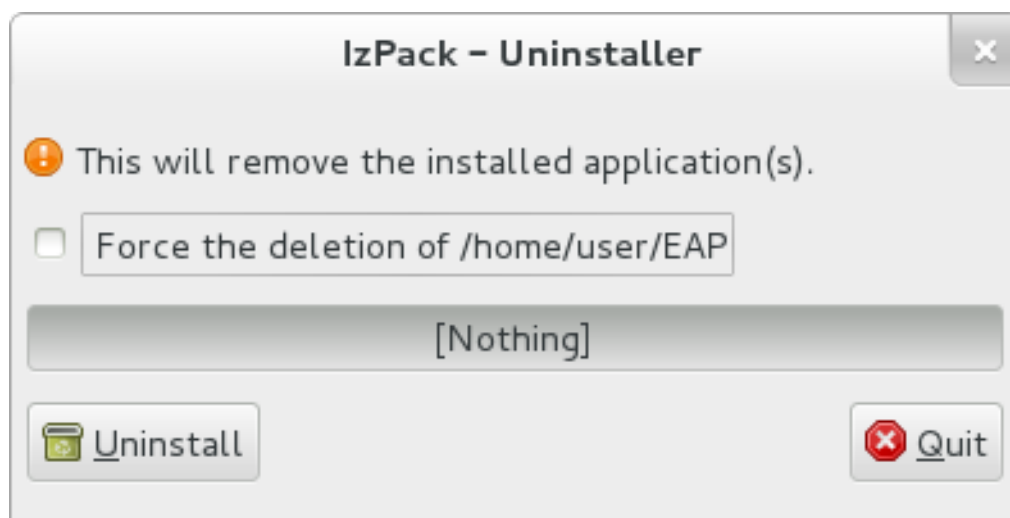 IzPack - Uninstaller
This will remove the installed application(s).
Force the deletion of /home/user/EAP
[Nothing]
Uninstall
Quit